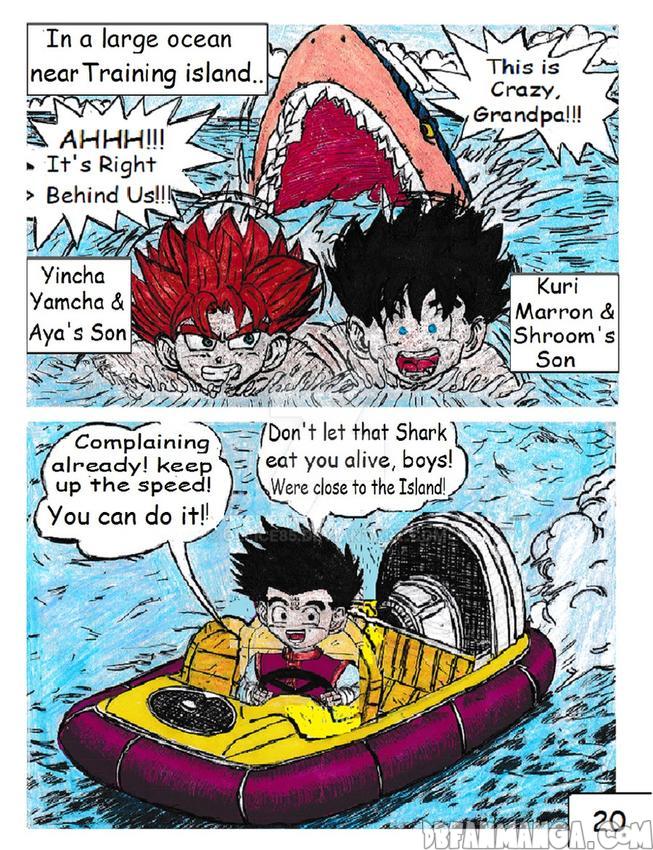 In a large ocean
near Training island..
This is
Crazy,
Grandpa!!!
AHHH!!!
It's Right
Behind Us!!!
Yincha
Yamcha &
Aya's Son
Kuri
Marron &
Shroom's
Son
Complaining
already! keep
up the speed!
You can do it!!
Don't let that Shark
eat you alive, boys!
Were close to the Island!
20
DBFANMANGA.COM